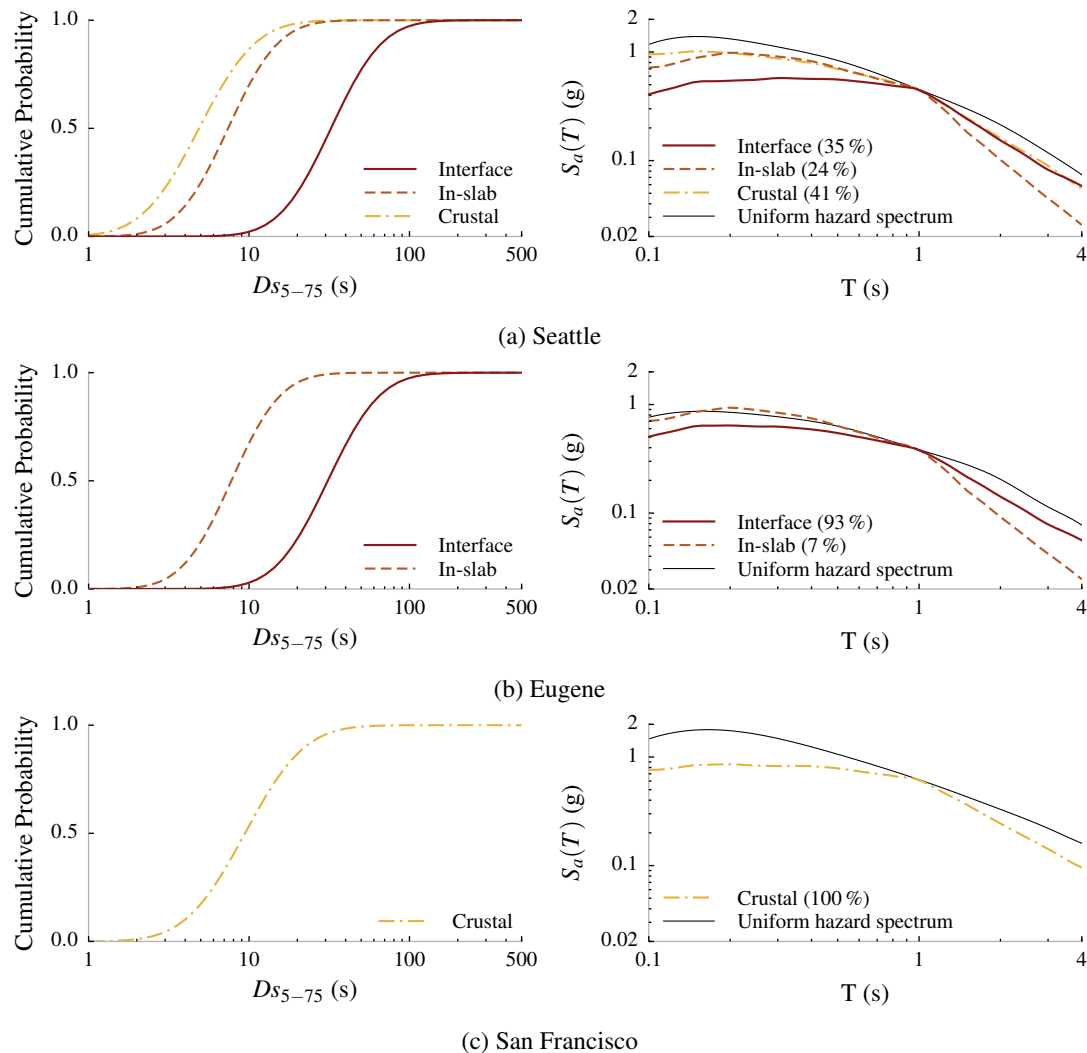 Cumulative Probability
1.0
0.5
0.0
1
10
100
500
Ds5−75 (s)
Interface
In-slab
Crustal
Sa(T) (g)
2
1
0.1
0.02
0.1
1
4
T (s)
Interface (35 %)
In-slab (24 %)
Crustal (41 %)
Uniform hazard spectrum
(a) Seattle
Cumulative Probability
1.0
0.5
0.0
1
10
100
500
Ds5−75 (s)
Interface
In-slab
Sa(T) (g)
2
1
0.1
0.02
0.1
1
4
T (s)
Interface (93 %)
In-slab (7 %)
Uniform hazard spectrum
(b) Eugene
Cumulative Probability
1.0
0.5
0.0
1
10
100
500
Ds5−75 (s)
Crustal
Sa(T) (g)
2
1
0.1
0.02
0.1
1
4
T (s)
Crustal (100 %)
Uniform hazard spectrum
(c) San Francisco